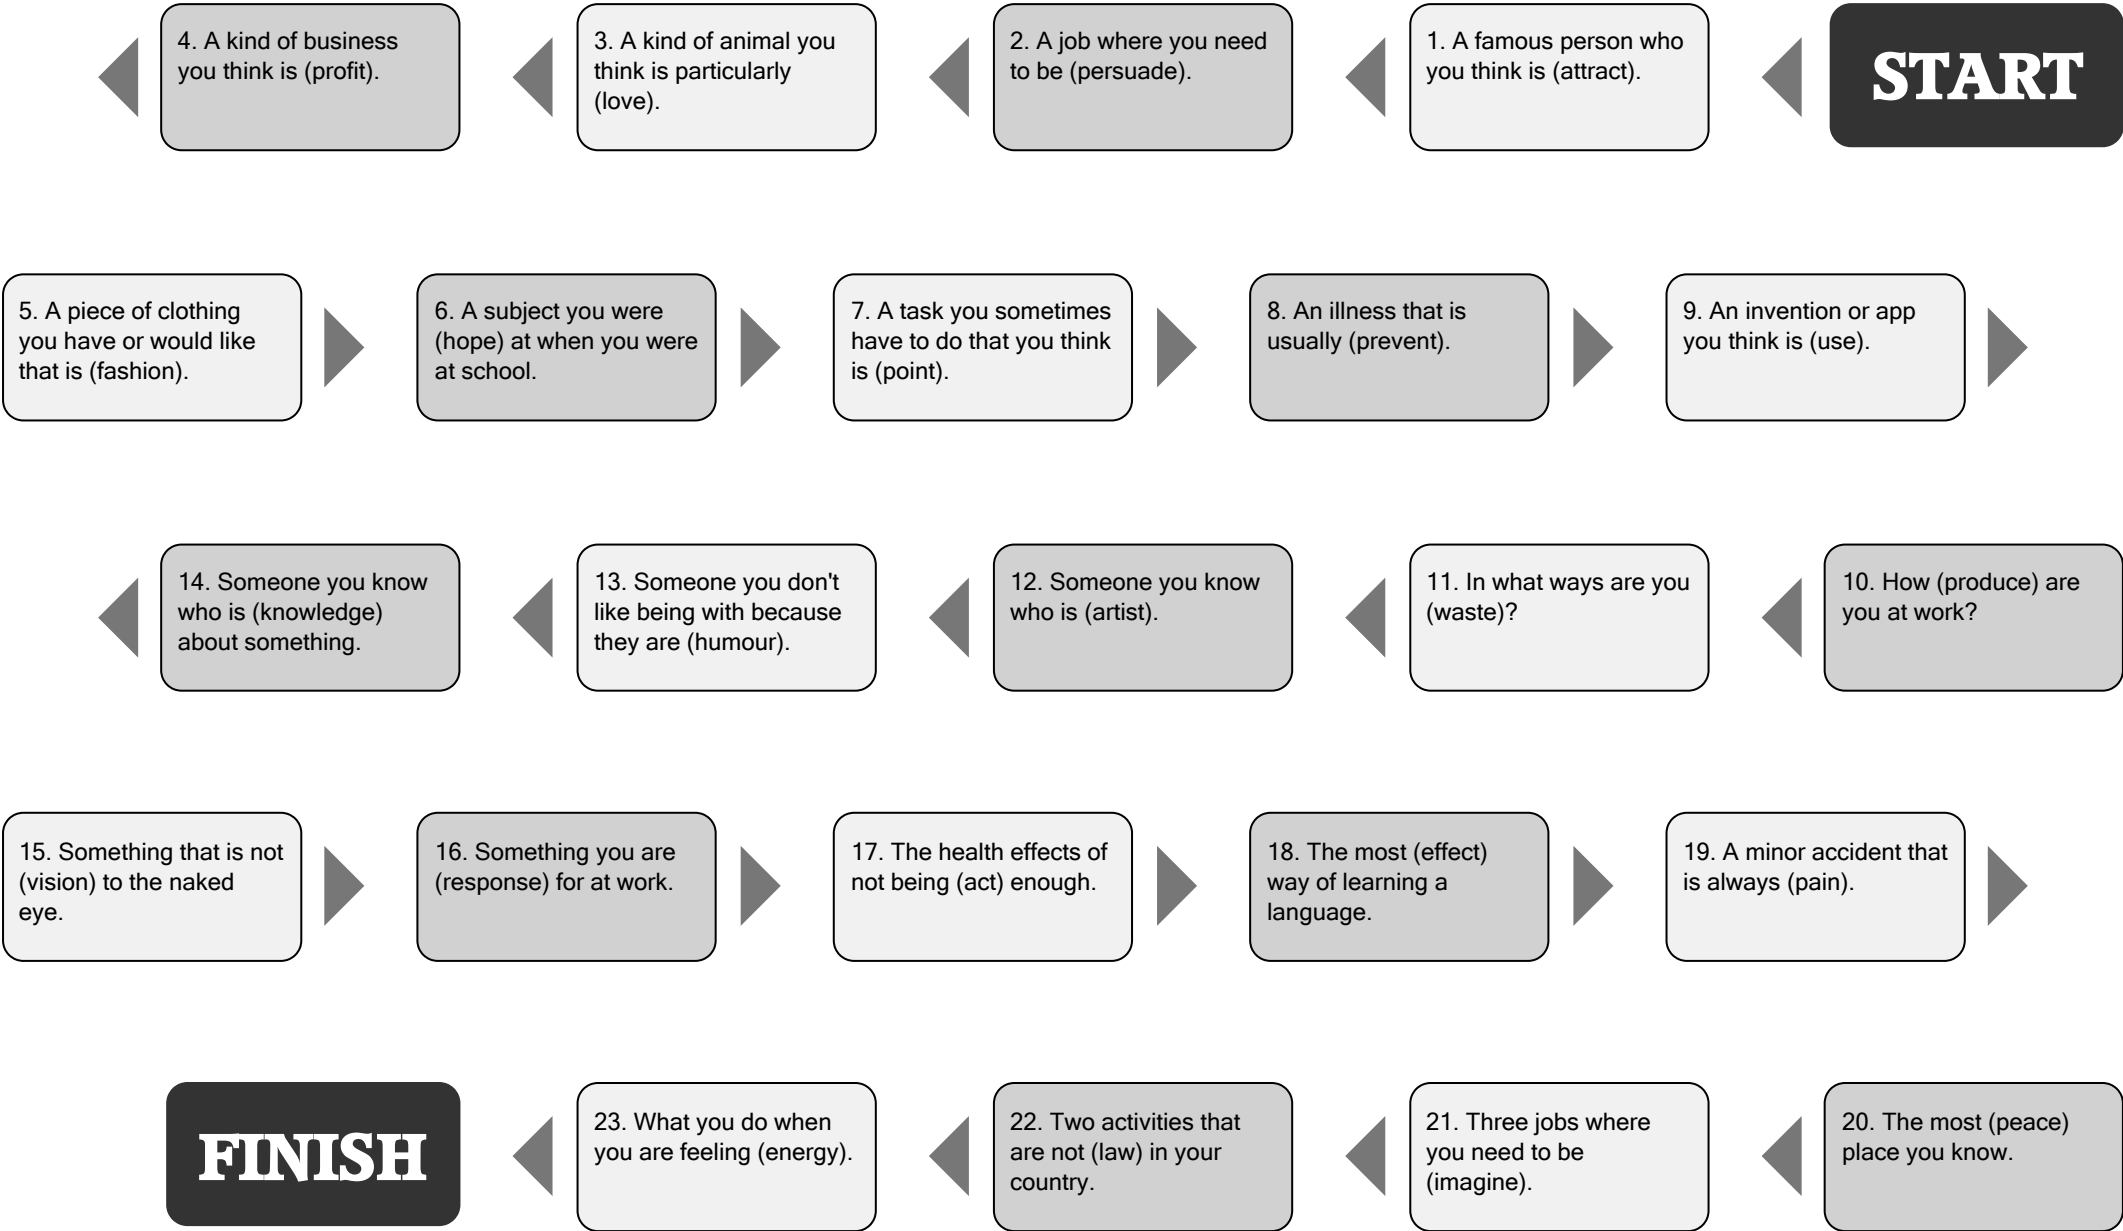 START
1. A famous person who
you think is (attract).
2. A job where you need
to be (persuade).
3. A kind of animal you
think is particularly
(love).
4. A kind of business
you think is (profit).
5. A piece of clothing
you have or would like
that is (fashion).
6. A subject you were
(hope) at when you were
at school.
7. A task you sometimes
have to do that you think
is (point).
8. An illness that is
usually (prevent).
9. An invention or app
you think is (use).
10. How (produce) are
you at work?
11. In what ways are you
(waste)?
12. Someone you know
who is (artist).
13. Someone you don't
like being with because
they are (humour).
14. Someone you know
who is (knowledge)
about something.
15. Something that is not
(vision) to the naked
eye.
16. Something you are
(response) for at work.
17. The health effects of
not being (act) enough.
18. The most (effect)
way of learning a
language.
19. A minor accident that
is always (pain).
20. The most (peace)
place you know.
21. Three jobs where
you need to be
(imagine).
22. Two activities that
are not (law) in your
country.
23. What you do when
you are feeling (energy).
FINISH